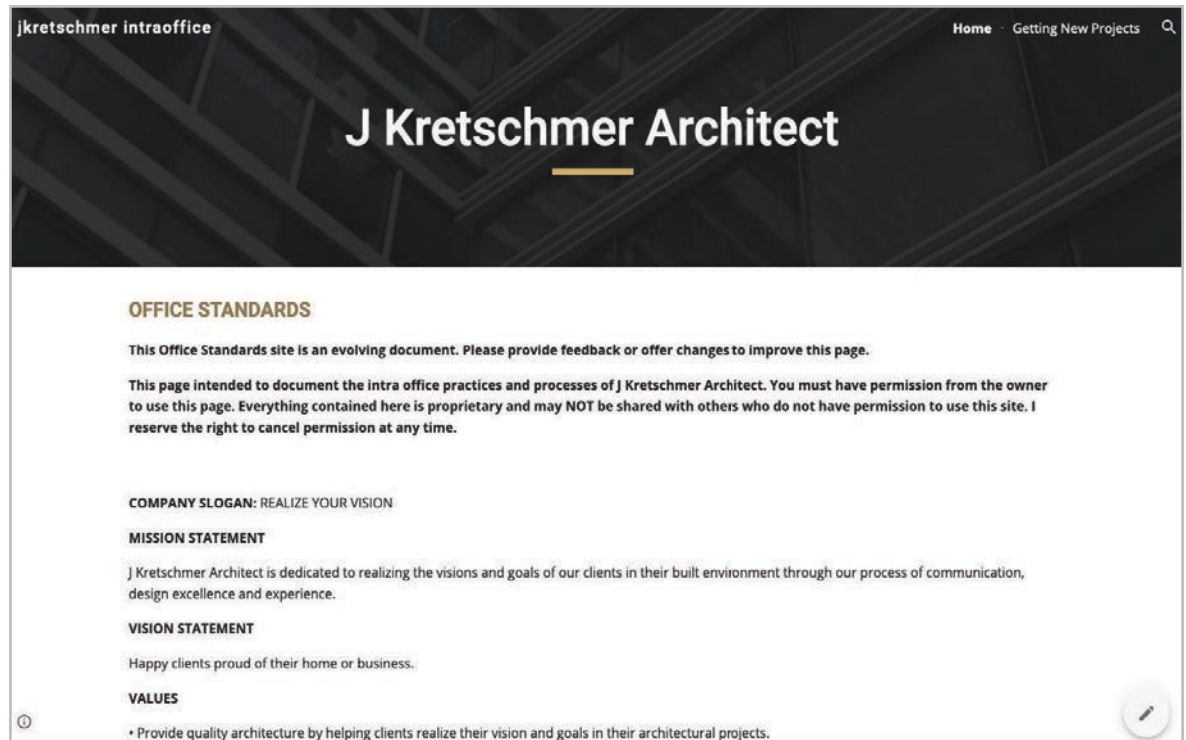 jkretschmer intraoffice
Home · Getting New Projects
J Kretschmer Architect
OFFICE STANDARDS
This Office Standards site is an evolving document. Please provide feedback or offer changes to improve this page.
This page intended to document the intra office practices and processes of J Kretschmer Architect. You must have permission from the owner
to use this page. Everything contained here is proprietary and may NOT be shared with others who do not have permission to use this site. I
reserve the right to cancel permission at any time.
COMPANY SLOGAN: REALIZE YOUR VISION
MISSION STATEMENT
J Kretschmer Architect is dedicated to realizing the visions and goals of our clients in their built environment through our process of communication,
design excellence and experience.
VISION STATEMENT
Happy clients proud of their home or business.
VALUES
• Provide quality architecture by helping clients realize their vision and goals in their architectural projects.